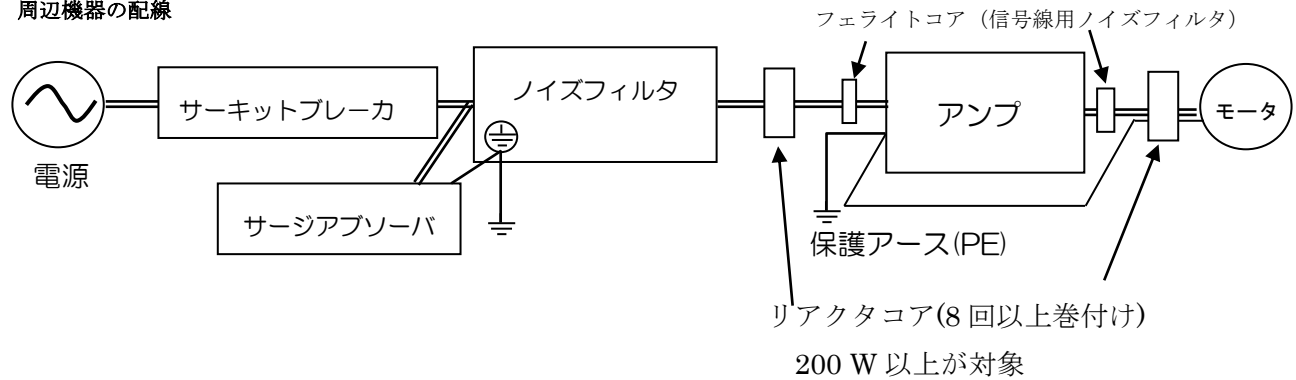 周辺機器の配線
フェライトコア（信号線用ノイズフィルタ）
電源
サーキットブレーカ
ノイズフィルタ
サージアブソーバ
アンプ
モータ
保護アース(PE)
リアクタコア(8 回以上巻付け)
200 W 以上が対象